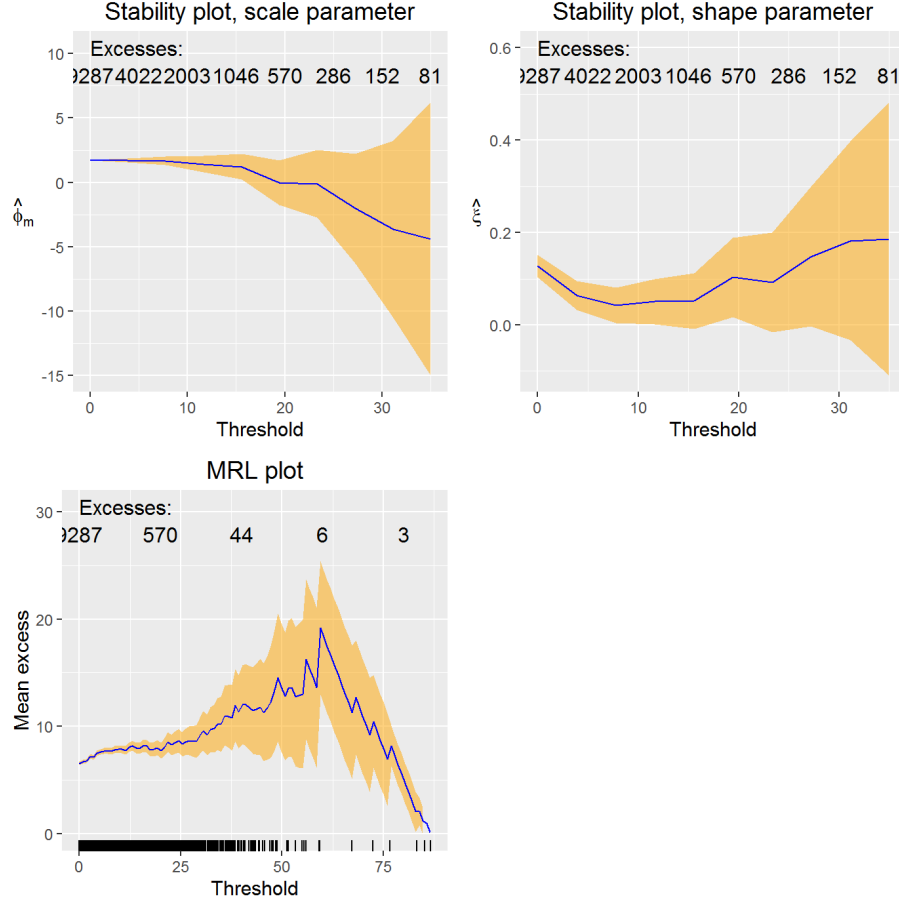 Stability plot, scale parameter
Excesses:
9287 4022 2003 1046 570 286 152 81
10
5
0
-5
-10
-15
ϕ̂m
0 10 20 30
Threshold
Stability plot, shape parameter
Excesses:
9287 4022 2003 1046 570 286 152 81
0.6
0.4
0.2
0.0
ξ̂
0 10 20 30
Threshold
MRL plot
Excesses:
9287 570 44 6 3
30
20
10
0
Mean excess
0 25 50 75
Threshold